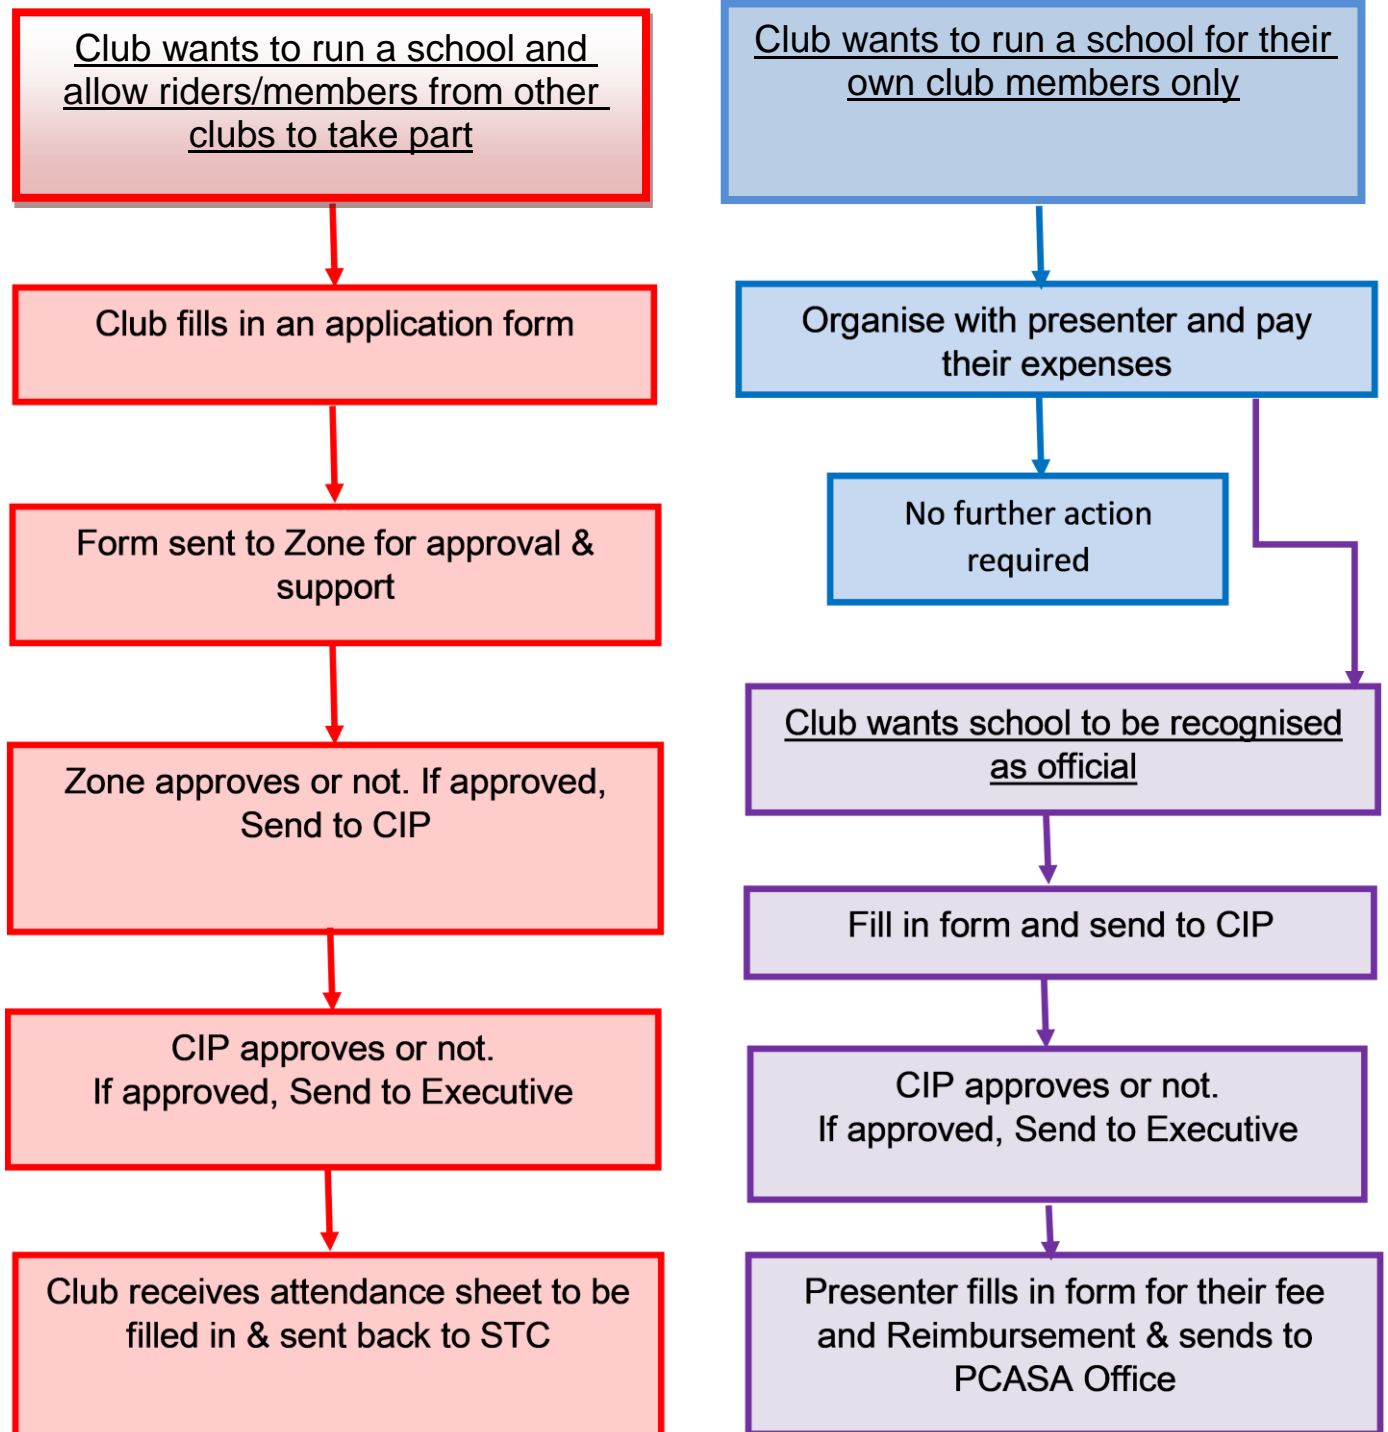 Club wants to run a school and
allow riders/members from other
clubs to take part
Club fills in an application form
Form sent to Zone for approval &
support
Zone approves or not. If approved,
Send to CIP
CIP approves or not.
If approved, Send to Executive
Club receives attendance sheet to be
filled in & sent back to STC
Club wants to run a school for their
own club members only
Organise with presenter and pay
their expenses
No further action
required
Club wants school to be recognised
as official
Fill in form and send to CIP
CIP approves or not.
If approved, Send to Executive
Presenter fills in form for their fee
and Reimbursement & sends to
PCASA Office